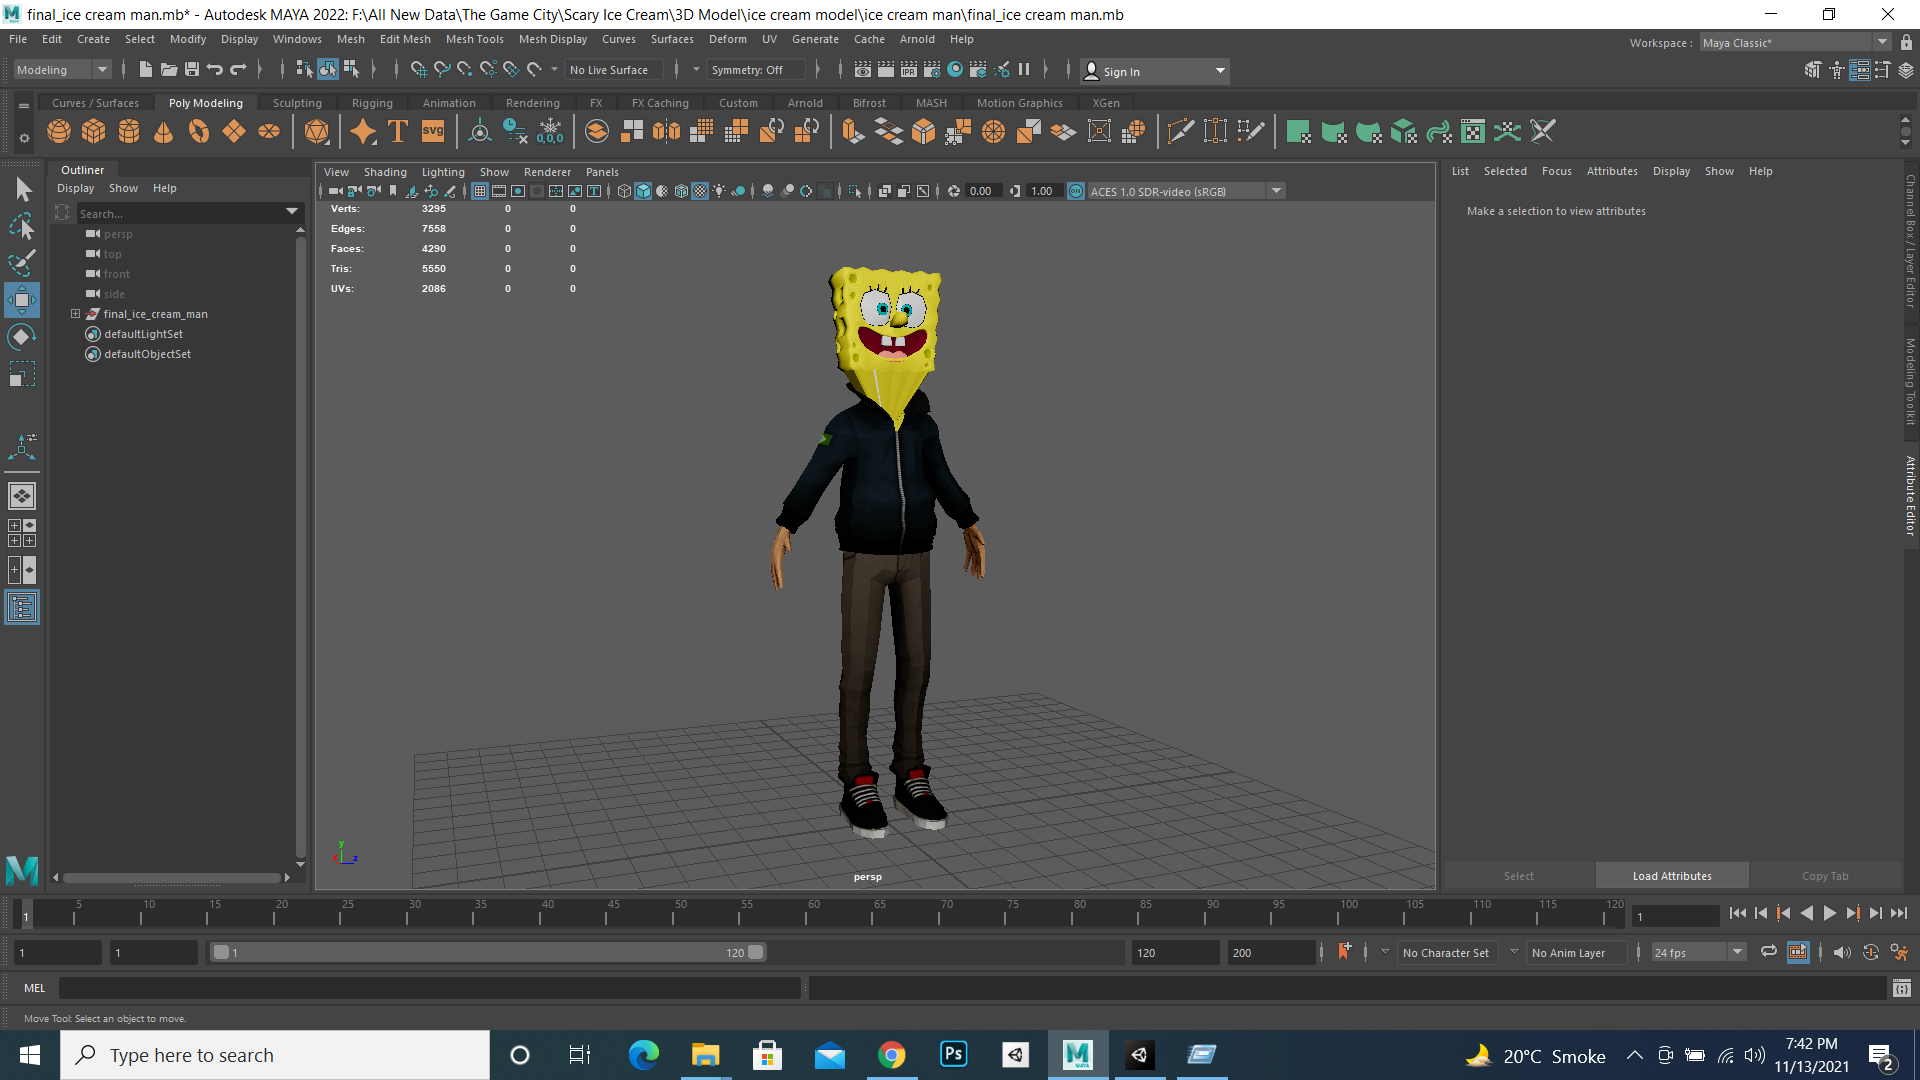 final_ice cream man.mb* - Autodesk MAYA 2022: F:\All New Data\The Game City\Scary Ice Cream\3D Model\ice cream model\ice cream man\final_ice cream man.mb
File Edit Create Select Modify Display Windows Mesh Edit Mesh Mesh Tools Mesh Display Curves Surfaces Deform UV Generate Cache Arnold Help
Workspace : Maya Classic*
Modeling No Live Surface Symmetry: Off Sign In
Curves / Surfaces Poly Modeling Sculpting Rigging Animation Rendering FX FX Caching Custom Arnold Bifrost MASH Motion Graphics XGen
T SVG 0,0,0
Outliner
Display Show Help
Search...
persp
top
front
side
final_ice_cream_man
defaultLightSet
defaultObjectSet
View Shading Lighting Show Renderer Panels
IPR
0.00 1.00 ON ACES 1.0 SDR-video (sRGB)
Verts: 3295 0 0
Edges: 7558 0 0
Faces: 4290 0 0
Tris: 5550 0 0
UVs: 2086 0 0
y
x z
persp
List Selected Focus Attributes Display Show Help
Make a selection to view attributes
Channel Box / Layer Editor
Modeling Toolkit
Attribute Editor
Select Load Attributes Copy Tab
1 5 10 15 20 25 30 35 40 45 50 55 60 65 70 75 80 85 90 95 100 105 110 115 120 1
1 1 1 120 120 200 No Character Set No Anim Layer 24 fps
MEL
Move Tool: Select an object to move.
Type here to search
Ps
M
MAYA
20°C Smoke
7:42 PM
11/13/2021
2